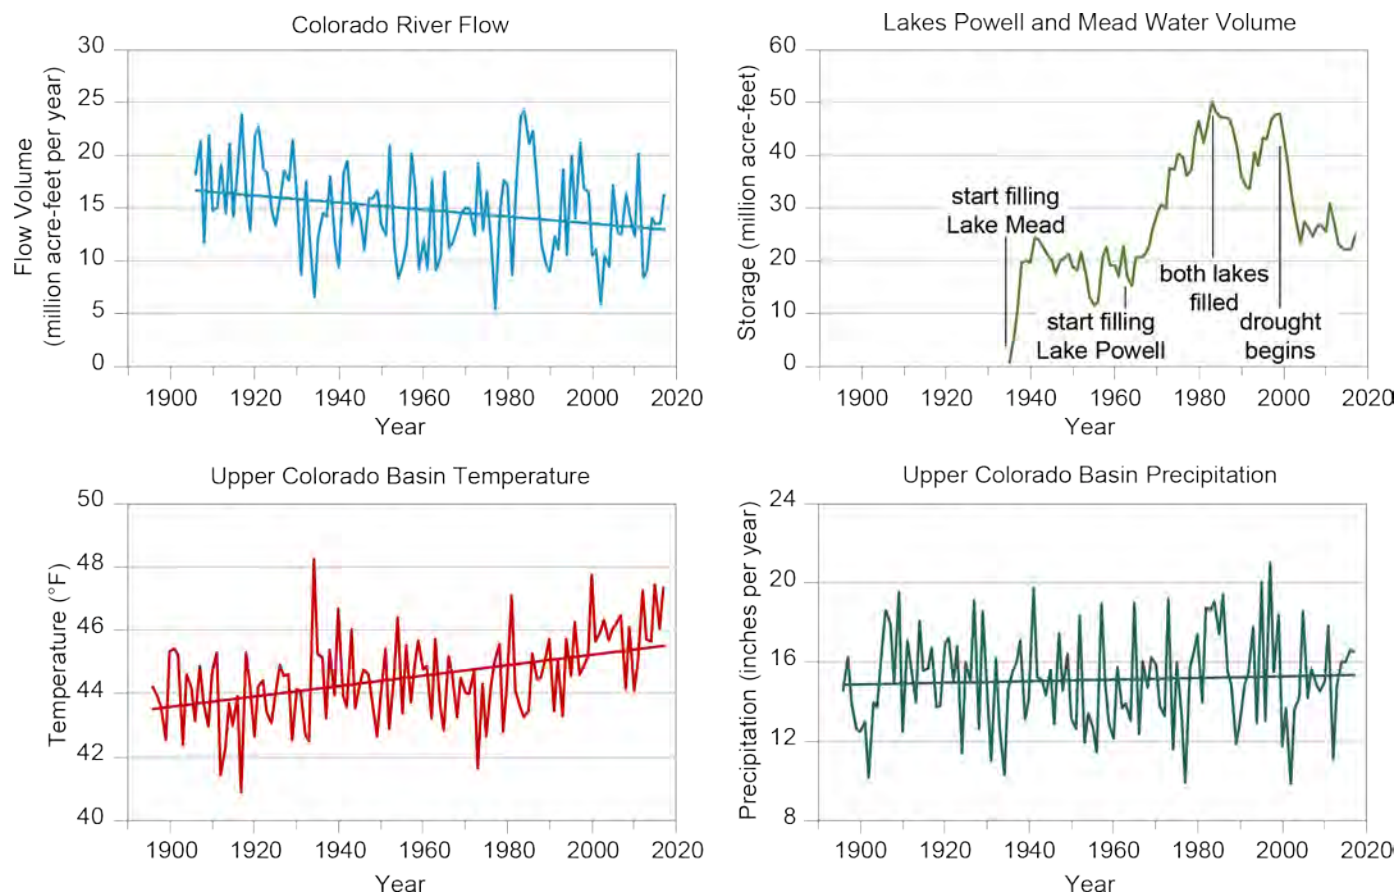 Colorado River Flow
30
25
20
15
10
5
0
Flow Volume
(million acre-feet per year)
1900
1920
1940
1960
1980
2000
2020
Year
Lakes Powell and Mead Water Volume
60
50
40
30
20
10
0
Storage (million acre-feet)
start filling
Lake Mead
start filling
Lake Powell
both lakes
filled
drought
begins
1900
1920
1940
1960
1980
2000
2020
Year
Upper Colorado Basin Temperature
50
48
46
44
42
40
Temperature (°F)
1900
1920
1940
1960
1980
2000
2020
Year
Upper Colorado Basin Precipitation
24
20
16
12
8
Precipitation (inches per year)
1900
1920
1940
1960
1980
2000
2020
Year